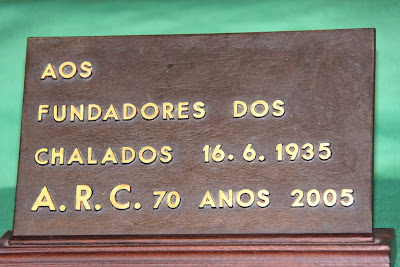 AOS
FUNDADORES DOS
CHALADOS 16.6.1935
A.R.C. 70 ANOS 2005